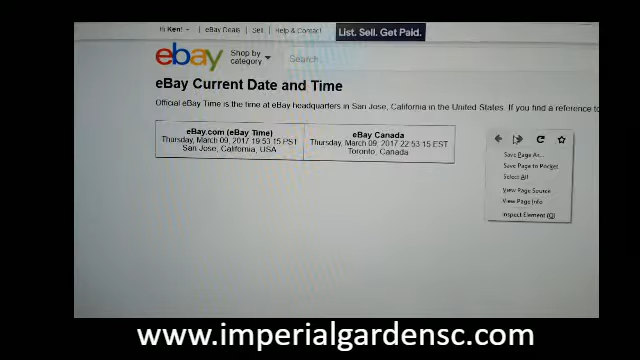 Hi Ken! eBay Deals Sell Help & Contact List. Sell. Get Paid.
ebay Shop by category Search...
eBay Current Date and Time
Official eBay Time is the time at eBay headquarters in San Jose, California in the United States. If you find a reference to
eBay.com (eBay Time)
Thursday, March 09, 2017 19:53:15 PST
San Jose, California, USA
eBay Canada
Thursday, March 09, 2017 22:53:15 EST
Toronto, Canada
Save Page As...
Save Page to Pocket
Select All
View Page Source
View Page Info
Inspect Element (Q)
www.imperialgardensc.com